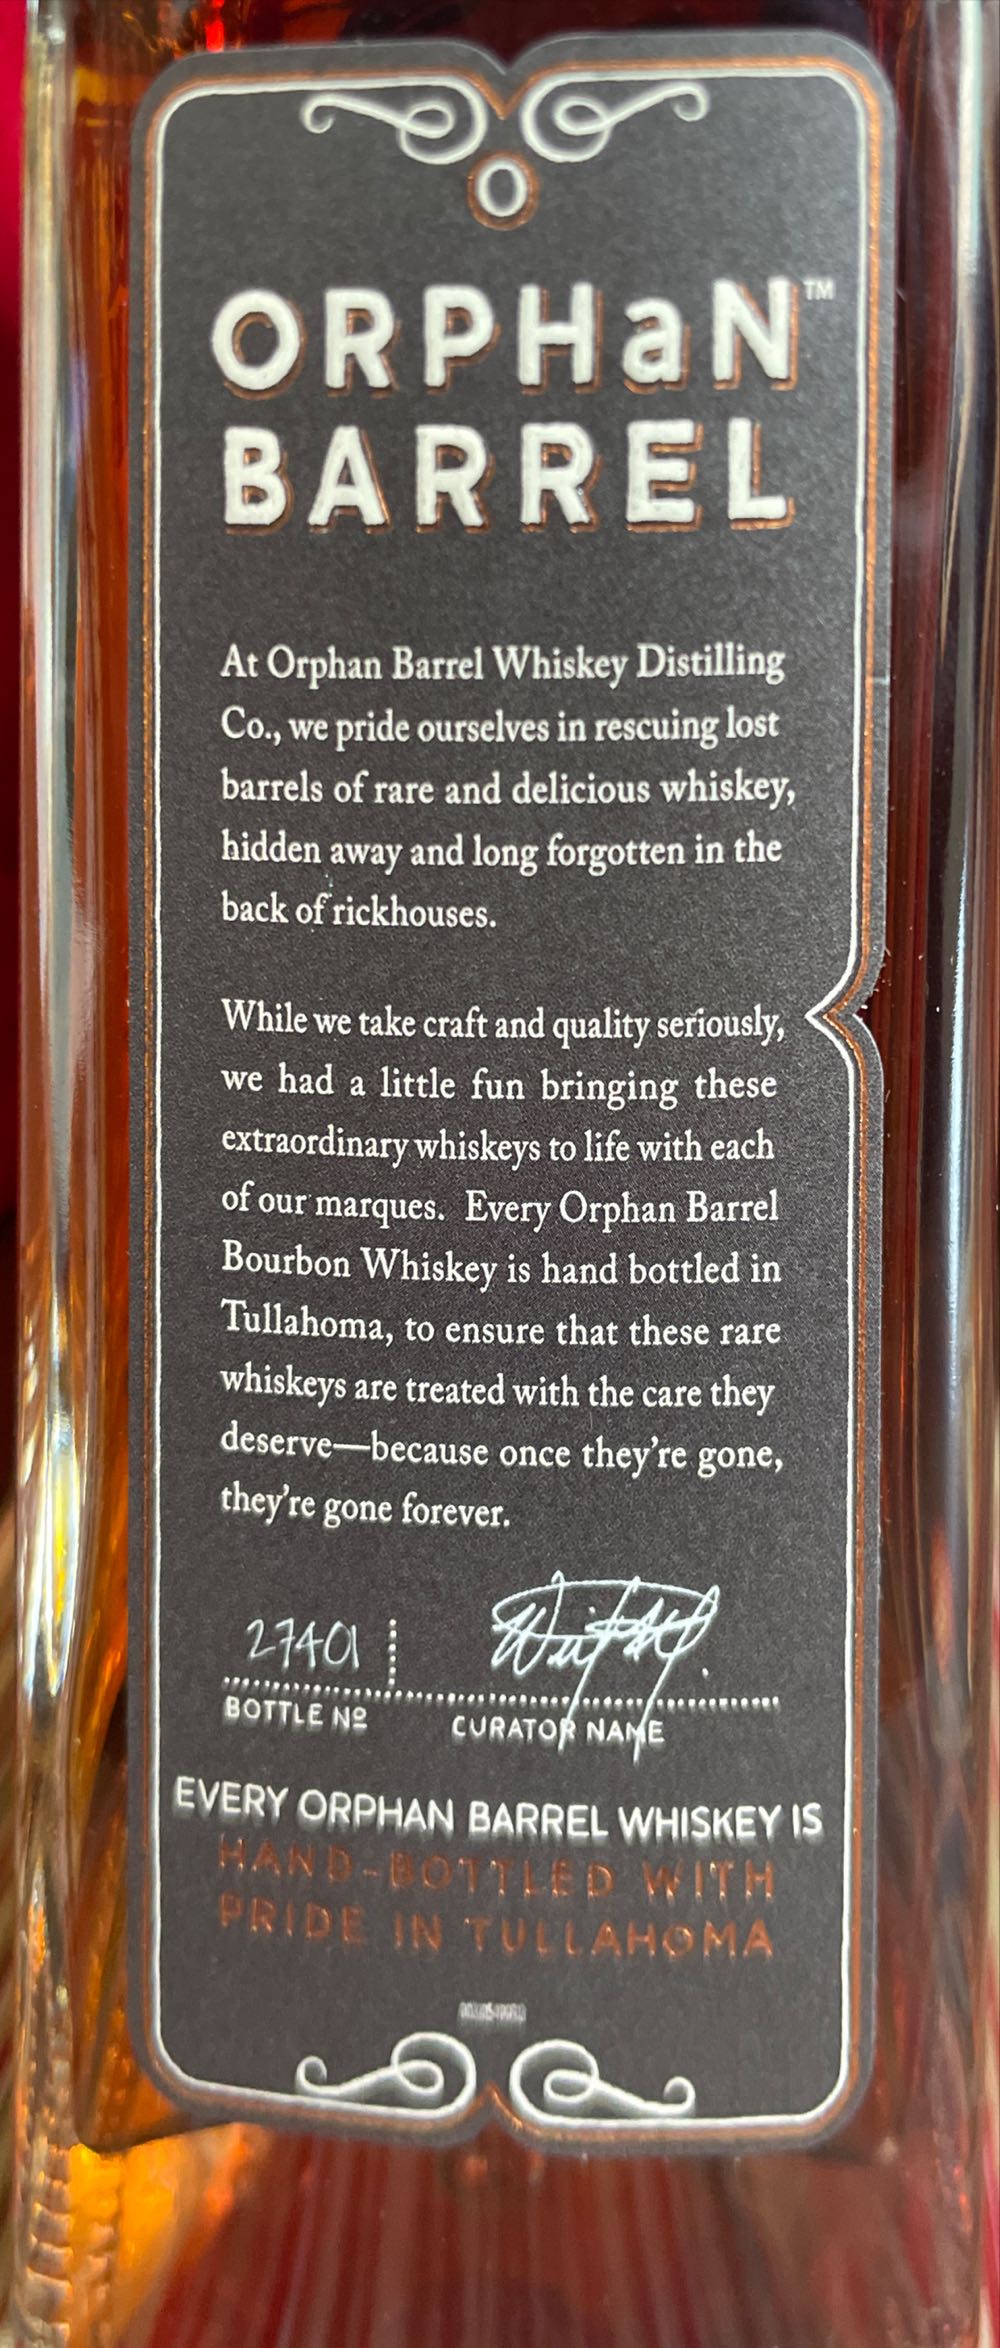 O
ORPHaN™
BARREL
At Orphan Barrel Whiskey Distilling
Co., we pride ourselves in rescuing lost
barrels of rare and delicious whiskey,
hidden away and long forgotten in the
back of rickhouses.
While we take craft and quality seriously,
we had a little fun bringing these
extraordinary whiskeys to life with each
of our marques. Every Orphan Barrel
Bourbon Whiskey is hand bottled in
Tullahoma, to ensure that these rare
whiskeys are treated with the care they
deserve—because once they're gone,
they're gone forever.
27401
BOTTLE Nº CURATOR NAME
EVERY ORPHAN BARREL WHISKEY IS
HAND-BOTTLED WITH
PRIDE IN TULLAHOMA